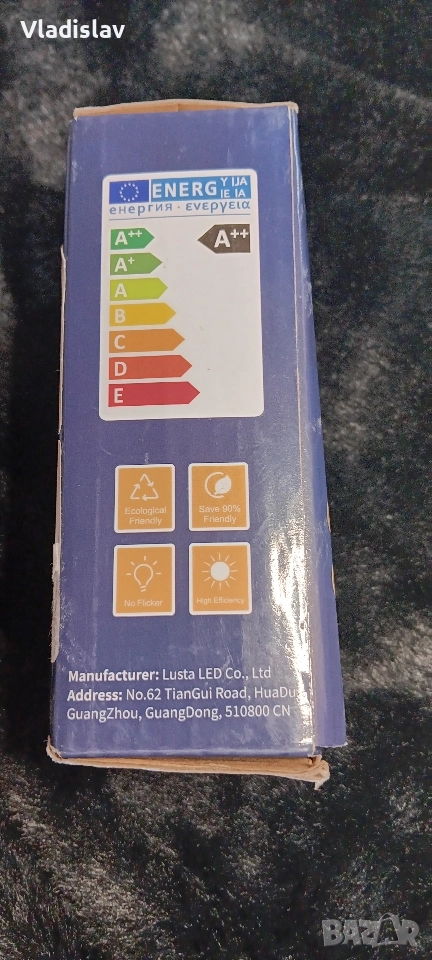 Vladislav
ENERG Y IJA
IE IA
енергия · ενεργεια
A++ A++
A+
A
B
C
D
E
Ecological
Friendly
Save 90%
Friendly
No Flicker
High Efficiency
Manufacturer: Lusta LED Co., Ltd
Address: No.62 TianGui Road, HuaDu,
GuangZhou, GuangDong, 510800 CN
BAZAR